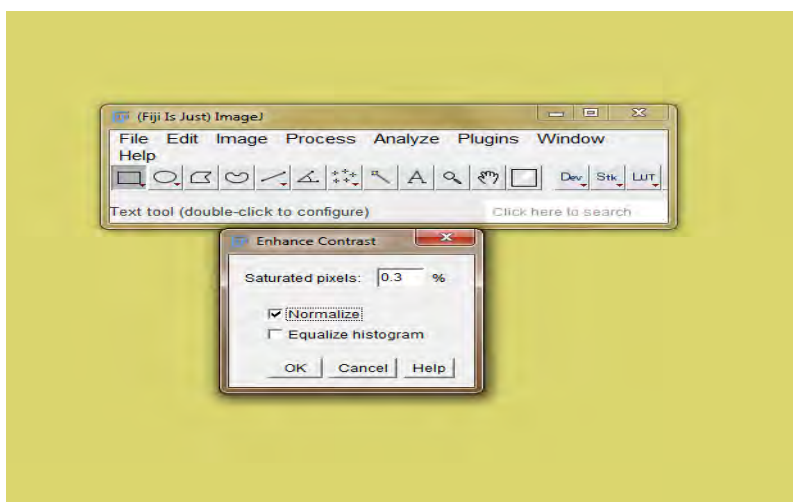 (Fiji Is Just) ImageJ
File Edit Image Process Analyze Plugins Window
Help
A Dev Stk LUT
Text tool (double-click to configure) Click here to search
Enhance Contrast
Saturated pixels: 0.3 %
Normalize
Equalize histogram
OK Cancel Help